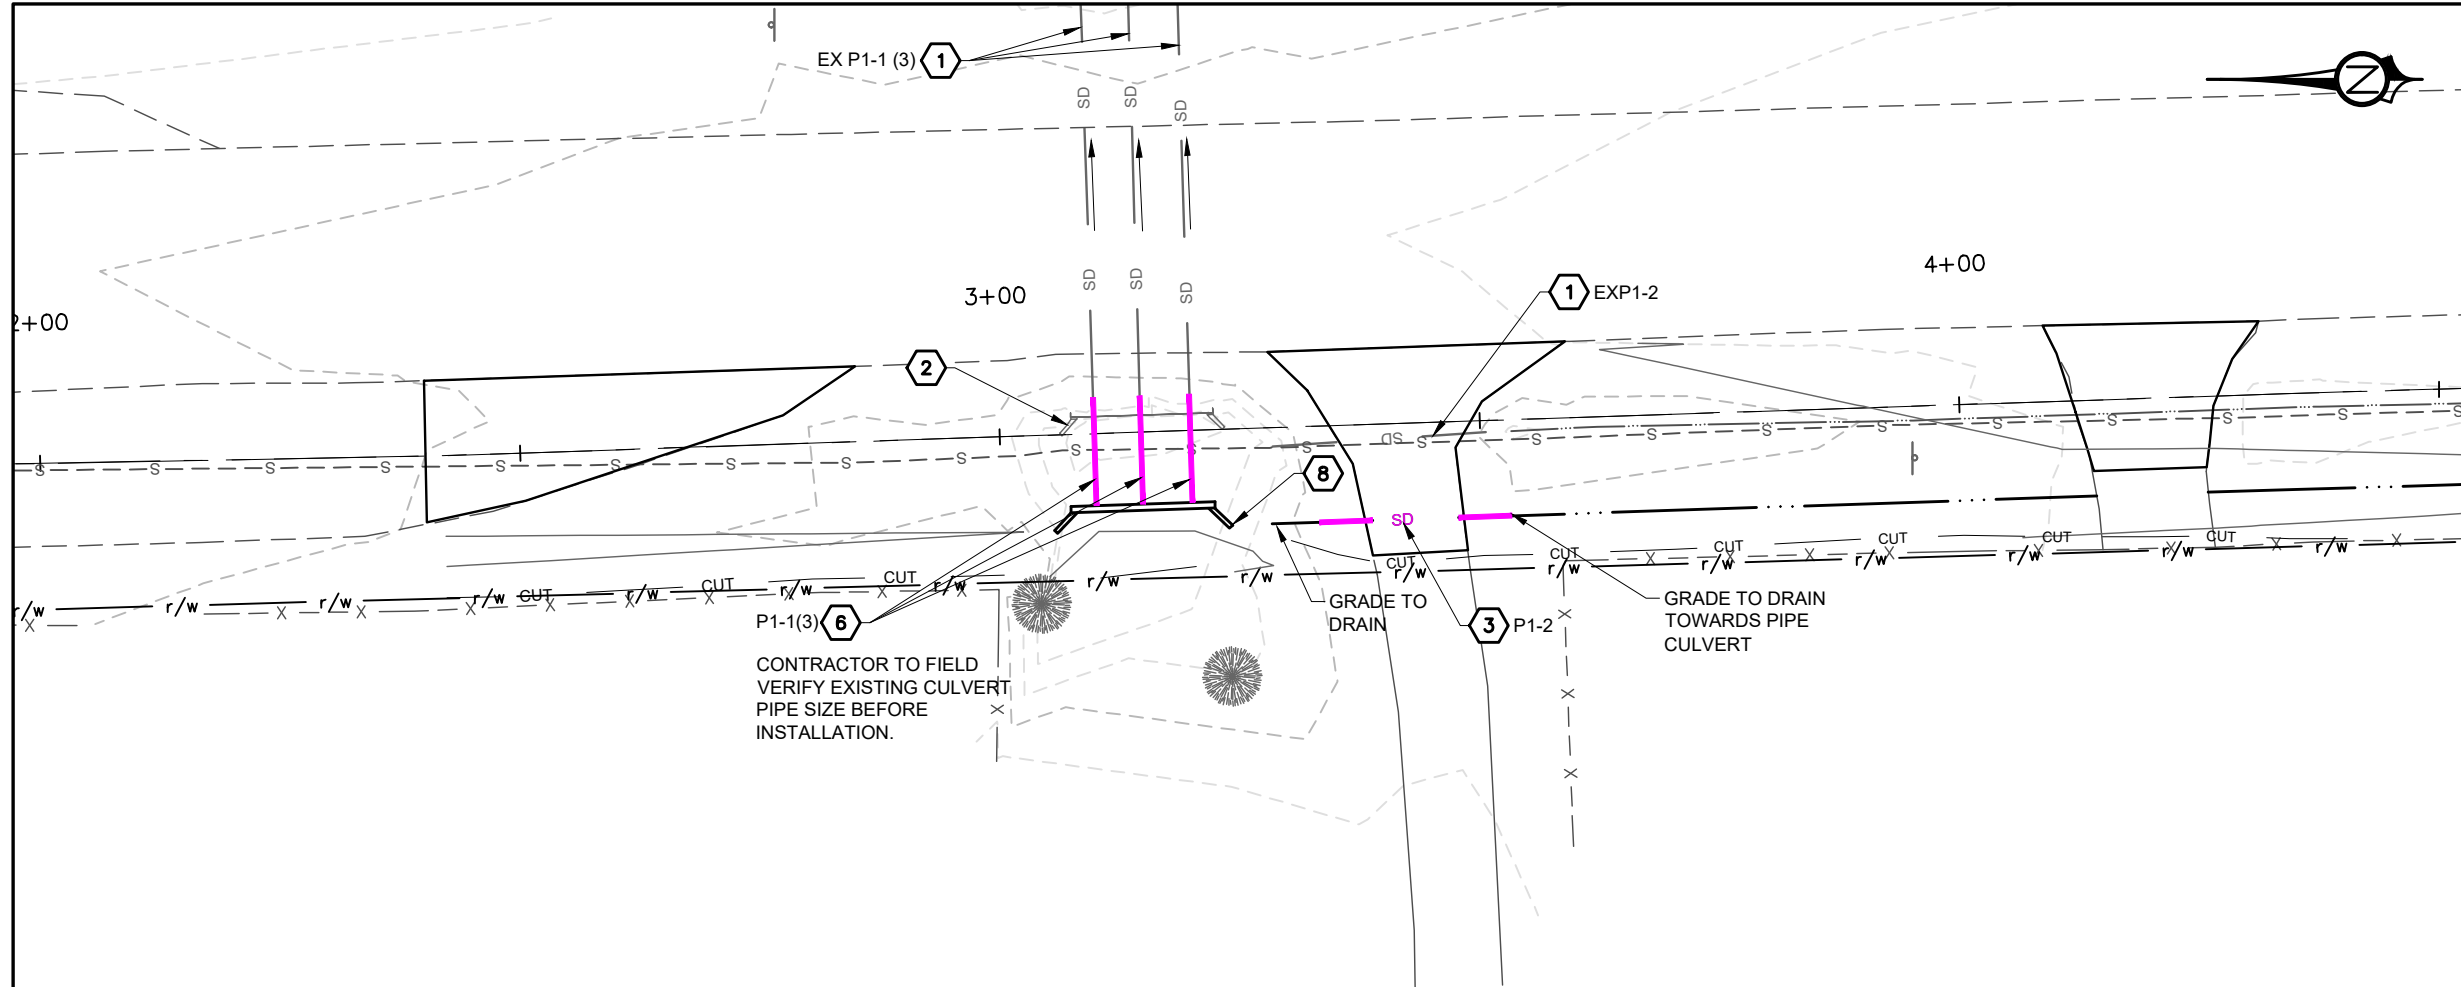 EX P1-1 (3) 1
SD SD SD
N
4+00
SD SD SD
3+00
1 EXP1-2
2+00
2
SD
S S S S S S S S S S S S S S S S S S S S S S
8
SD
CUT CUT CUT CUT CUT CUT
CUT CUT CUT CUT
r/w r/w r/w r/w r/w r/w r/w r/w r/w r/w r/w r/w r/w r/w r/w r/w
X X X X X X X X X X X X X X X X
GRADE TO
DRAIN
GRADE TO DRAIN
TOWARDS PIPE
CULVERT
P1-1(3) 6
3 P1-2
CONTRACTOR TO FIELD
VERIFY EXISTING CULVERT
PIPE SIZE BEFORE
INSTALLATION.
X
X
X
X